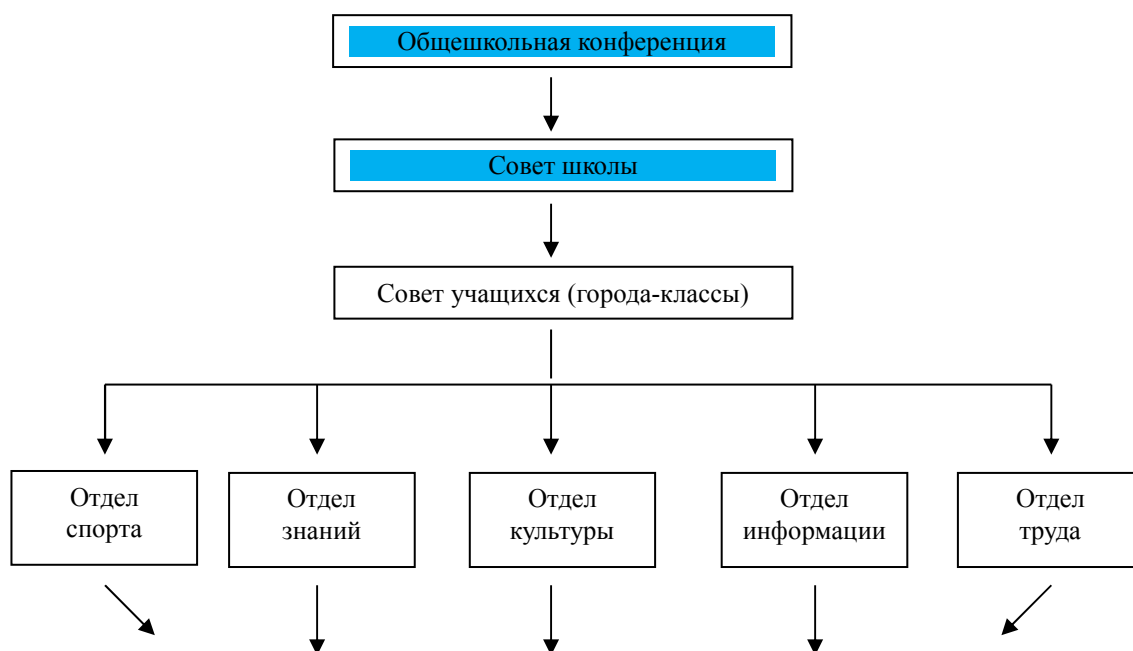 Общешкольная конференция
Совет школы
Совет учащихся (города-классы)
Отдел
спорта
Отдел
знаний
Отдел
культуры
Отдел
информации
Отдел
труда